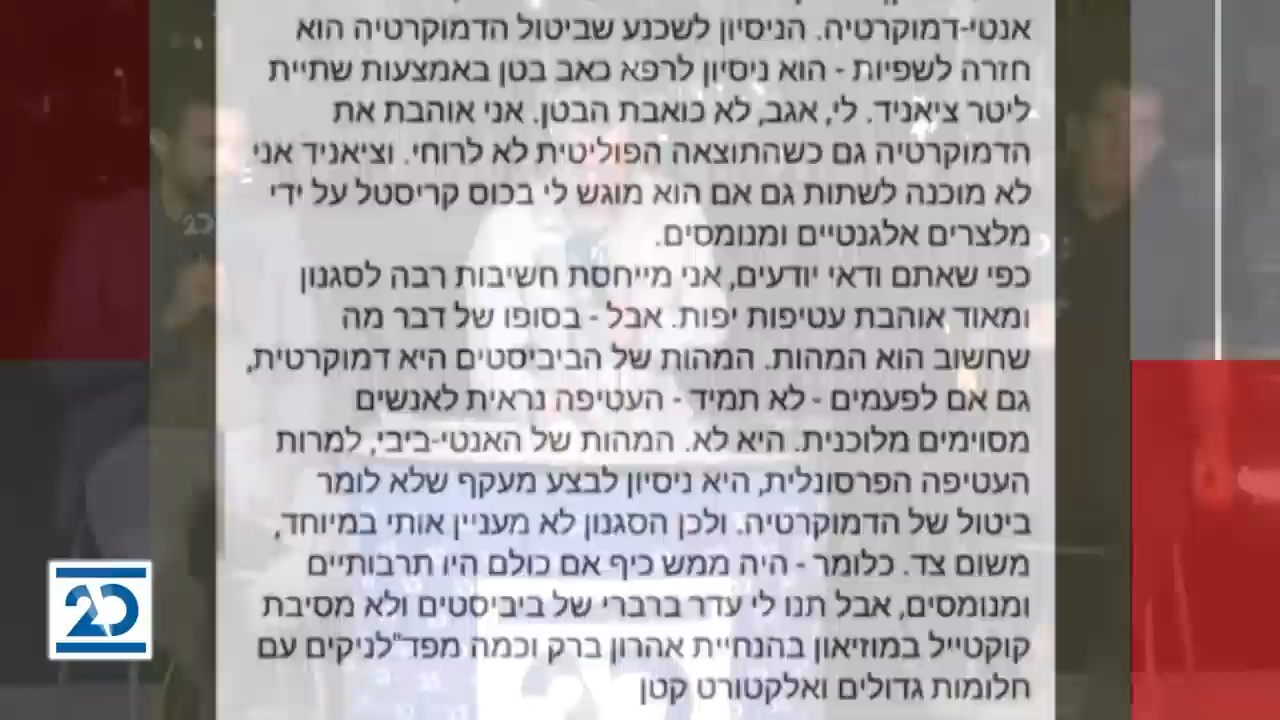 אנטי-דמוקרטיה. הניסיון לשכנע שביטול הדמוקרטיה הוא
חזרה לשפיות - הוא ניסיון לרפא כאב בטן באמצעות שתיית
ליטר ציאניד. לי, אגב, לא כואבת הבטן. אני אוהבת את
הדמוקרטיה גם כשהתוצאה הפוליטית לא לרוחי. וציאניד אני
לא מוכנה לשתות גם אם הוא מוגש לי בכוס קריסטל על ידי
מלצרים אלגנטיים ומנומסים.
כפי שאתם ודאי יודעים, אני מייחסת חשיבות רבה לסגנון
ומאוד אוהבת עטיפות יפות. אבל - בסופו של דבר מה
שחשוב הוא המהות. המהות של הביביסטים היא דמוקרטית,
גם אם לפעמים - לא תמיד - העטיפה נראית לאנשים
מסוימים מלוכנית. היא לא. המהות של האנטי-ביבי, למרות
העטיפה הפרסונלית, היא ניסיון לבצע מעקף שלא לומר
ביטול של הדמוקרטיה. ולכן הסגנון לא מעניין אותי במיוחד,
משום צד. כלומר - היה ממש כיף אם כולם היו תרבותיים
ומנומסים, אבל תנו לי עדר ברברי של ביביסטים ולא מסיבת
קוקטייל במוזיאון בהנחיית אהרון ברק וכמה מפד"לניקים עם
חלומות גדולים ואלקטורט קטן
20
20